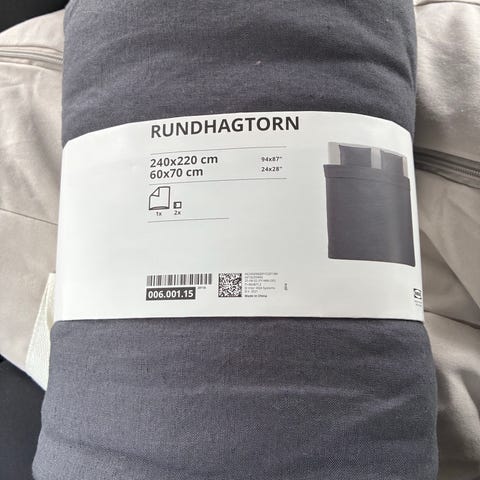 RUNDHAGTORN
240x220 cm 94x87"
60x70 cm 24x28"
1x 2x
006.001.15
Made in China